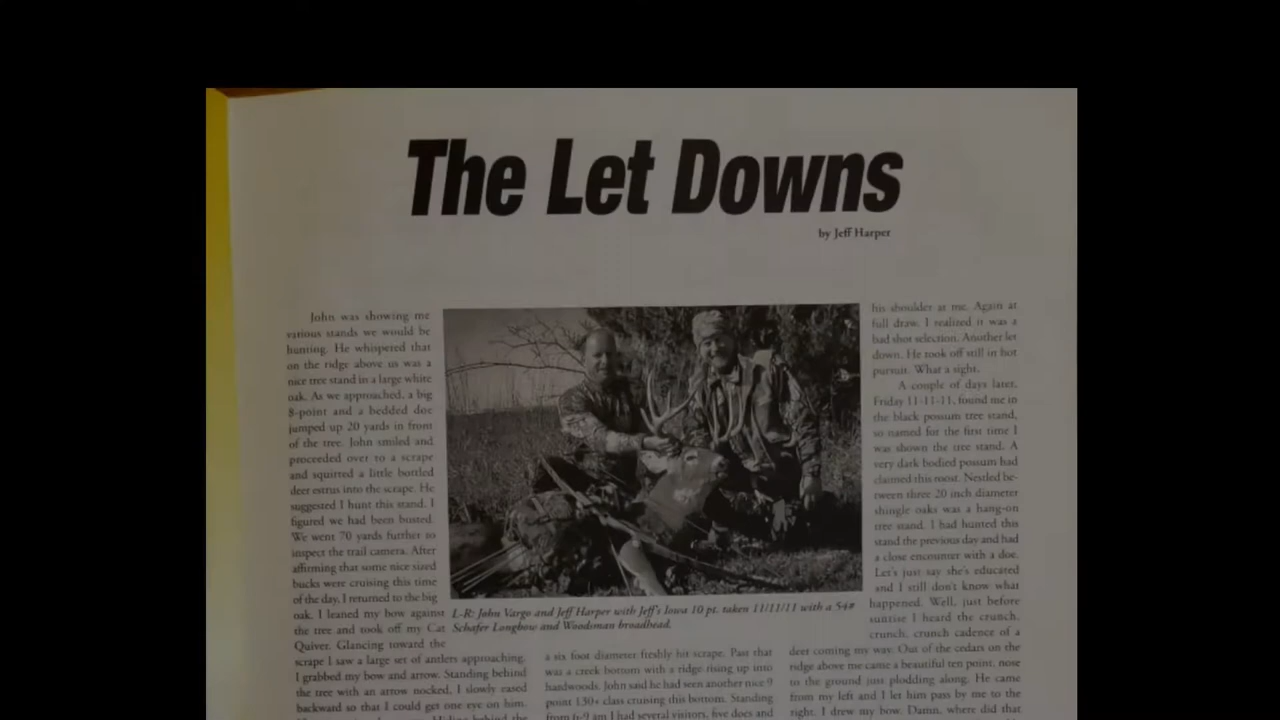 The Let Downs
by Jeff Harper
John was showing me
various stands we would be
hunting. He whispered that
on the ridge above us was a
nice tree stand in a large white
oak. As we approached, a big
8-point and a bedded doe
jumped up 20 yards in front
of the tree. John smiled and
proceeded over to a scrape
and squirted a little bottled
deer estrus into the scrape. He
suggested I hunt this stand. I
figured we had been busted.
We went 70 yards further to
inspect the trail camera. After
affirming that some nice sized
bucks were cruising this time
of the day, I returned to the big
oak. I leaned my bow against
the tree and took off my Cat
Quiver. Glancing toward the
scrape I saw a large set of antlers approaching.
I grabbed my bow and arrow. Standing behind
the tree with an arrow nocked, I slowly eased
backward so that I could get one eye on him.
L-R: John Vargo and Jeff Harper with Jeff's Iowa 10 pt. taken 11/11/11 with a 54#
Schafer Longbow and Woodsman broadhead.
a six foot diameter freshly hit scrape. Past that
was a creek bottom with a ridge rising up into
hardwoods. John said he had seen another nice 9
point 130+ class cruising this bottom. Standing
from fr-9 am I had several visitors, five does and
his shoulder at me. Again at
full draw. I realized it was a
bad shot selection. Another let
down. He took off still in hot
pursuit. What a sight.
A couple of days later,
Friday 11-11-11, found me in
the black possum tree stand,
so named for the first time I
was shown the tree stand. A
very dark bodied possum had
claimed this roost. Nestled be-
tween three 20 inch diameter
shingle oaks was a hang-on
tree stand. I had hunted this
stand the previous day and had
a close encounter with a doe.
Let's just say she's educated
and I still don't know what
happened. Well, just before
sunrise I heard the crunch,
crunch, crunch cadence of a
deer coming my way. Out of the cedars on the
ridge above me came a beautiful ten point, nose
to the ground just plodding along. He came
from my left and I let him pass by me to the
right. I drew my bow. Damn, where did that